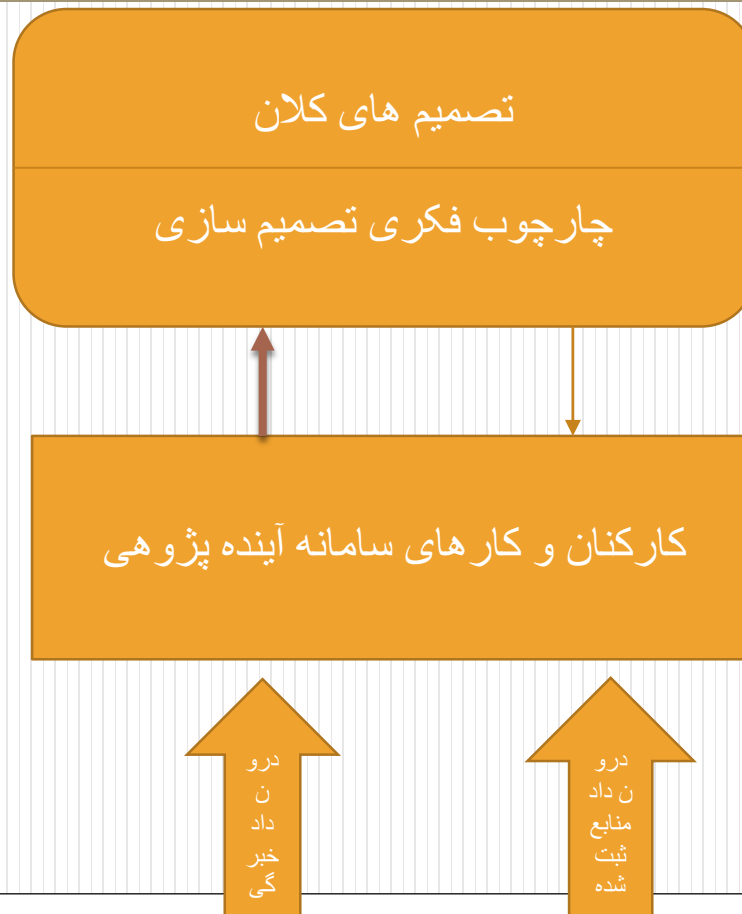 تصمیم های کلان
چارچوب فکری تصمیم سازی
کارکنان و کارهای سامانه آینده پژوهی
درو
ن داد
منابع
ثبت
شده
درو
ن
داد
خبر
گی